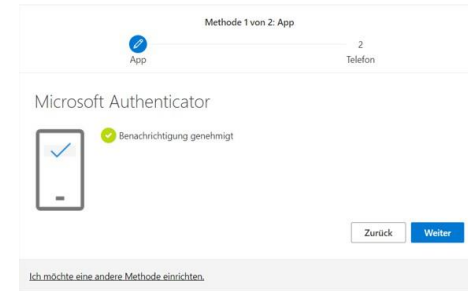 Methode 1 von 2: App
2
App
Telefon
Microsoft Authenticator
Benachrichtigung genehmigt
Zurück
Weiter
Ich möchte eine andere Methode einrichten.